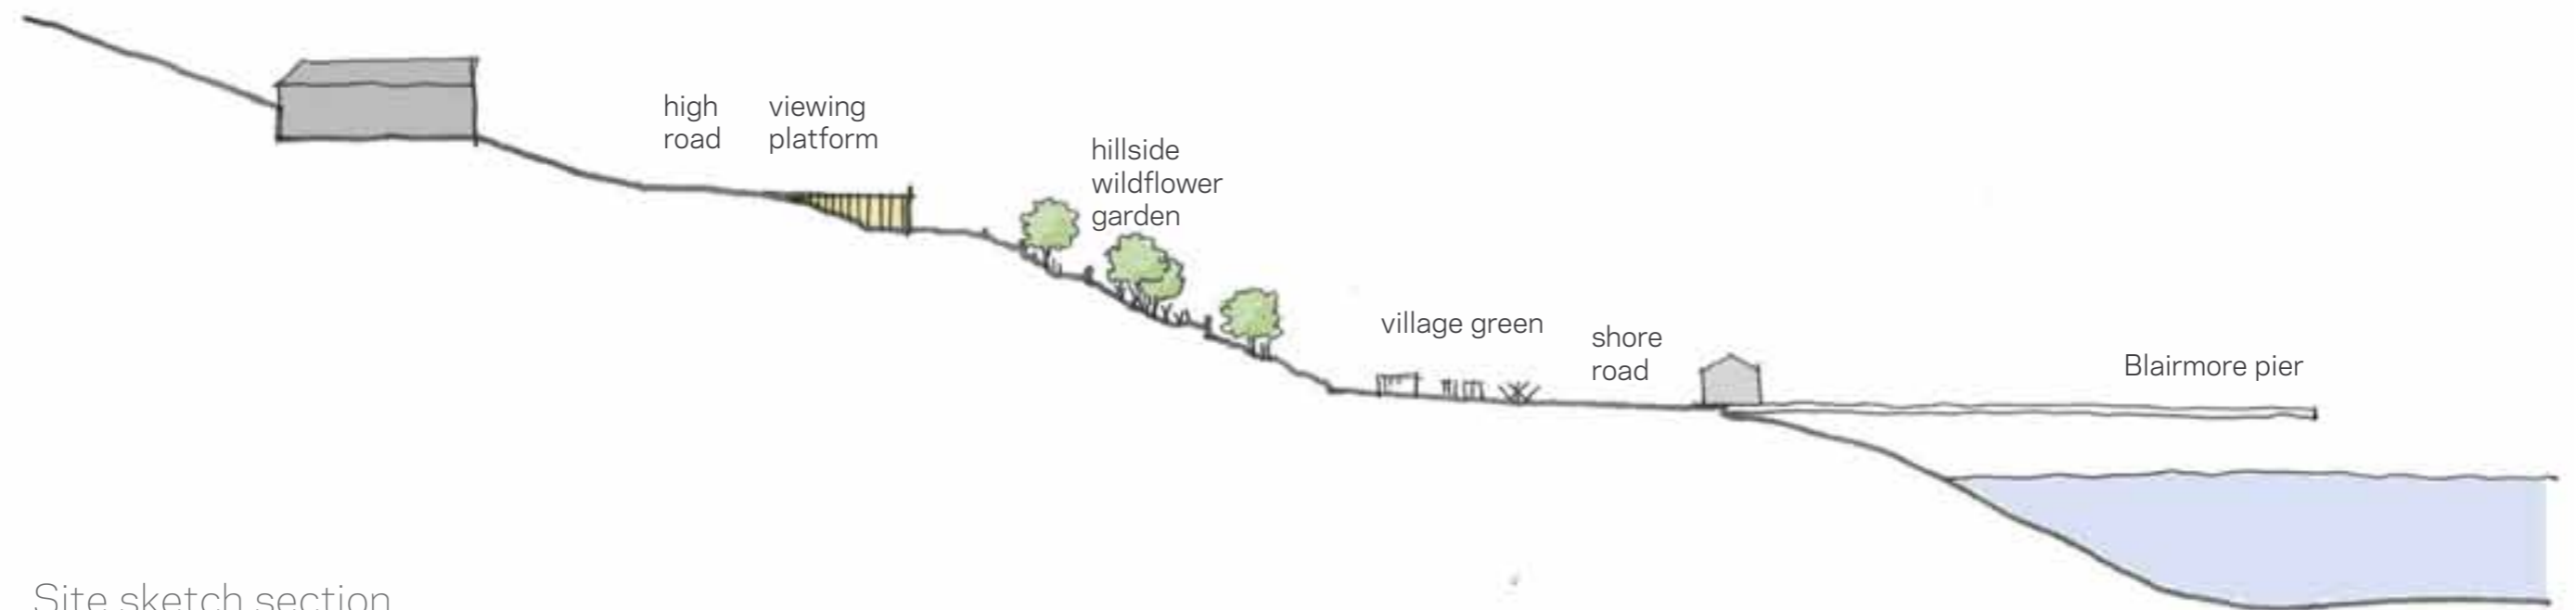 high
road
viewing
platform
hillside
wildflower
garden
village green
shore
road
Blairmore pier
Site sketch section